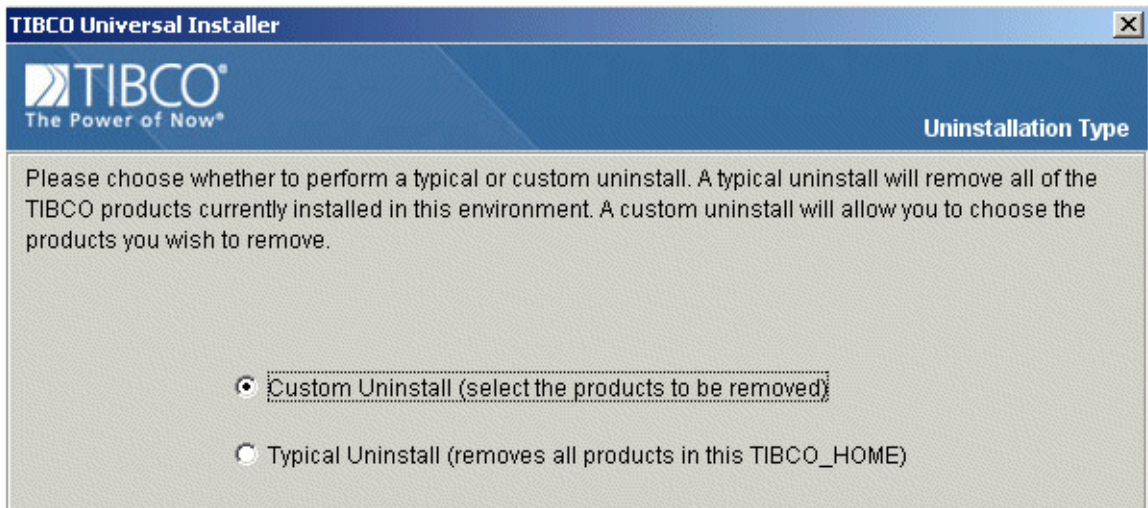 TIBCO Universal Installer
TIBCO®
The Power of Now®
Uninstallation Type
Please choose whether to perform a typical or custom uninstall. A typical uninstall will remove all of the
TIBCO products currently installed in this environment. A custom uninstall will allow you to choose the
products you wish to remove.
Custom Uninstall (select the products to be removed)
Typical Uninstall (removes all products in this TIBCO_HOME)